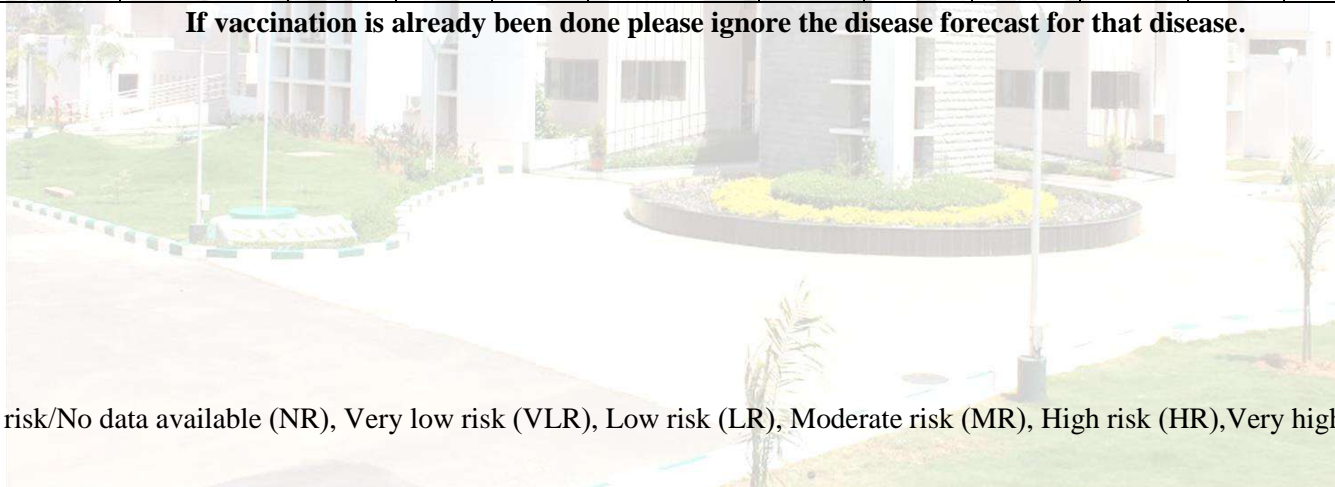 If vaccination is already been done please ignore the disease forecast for that disease.
risk/No data available (NR), Very low risk (VLR), Low risk (LR), Moderate risk (MR), High risk (HR),Very high